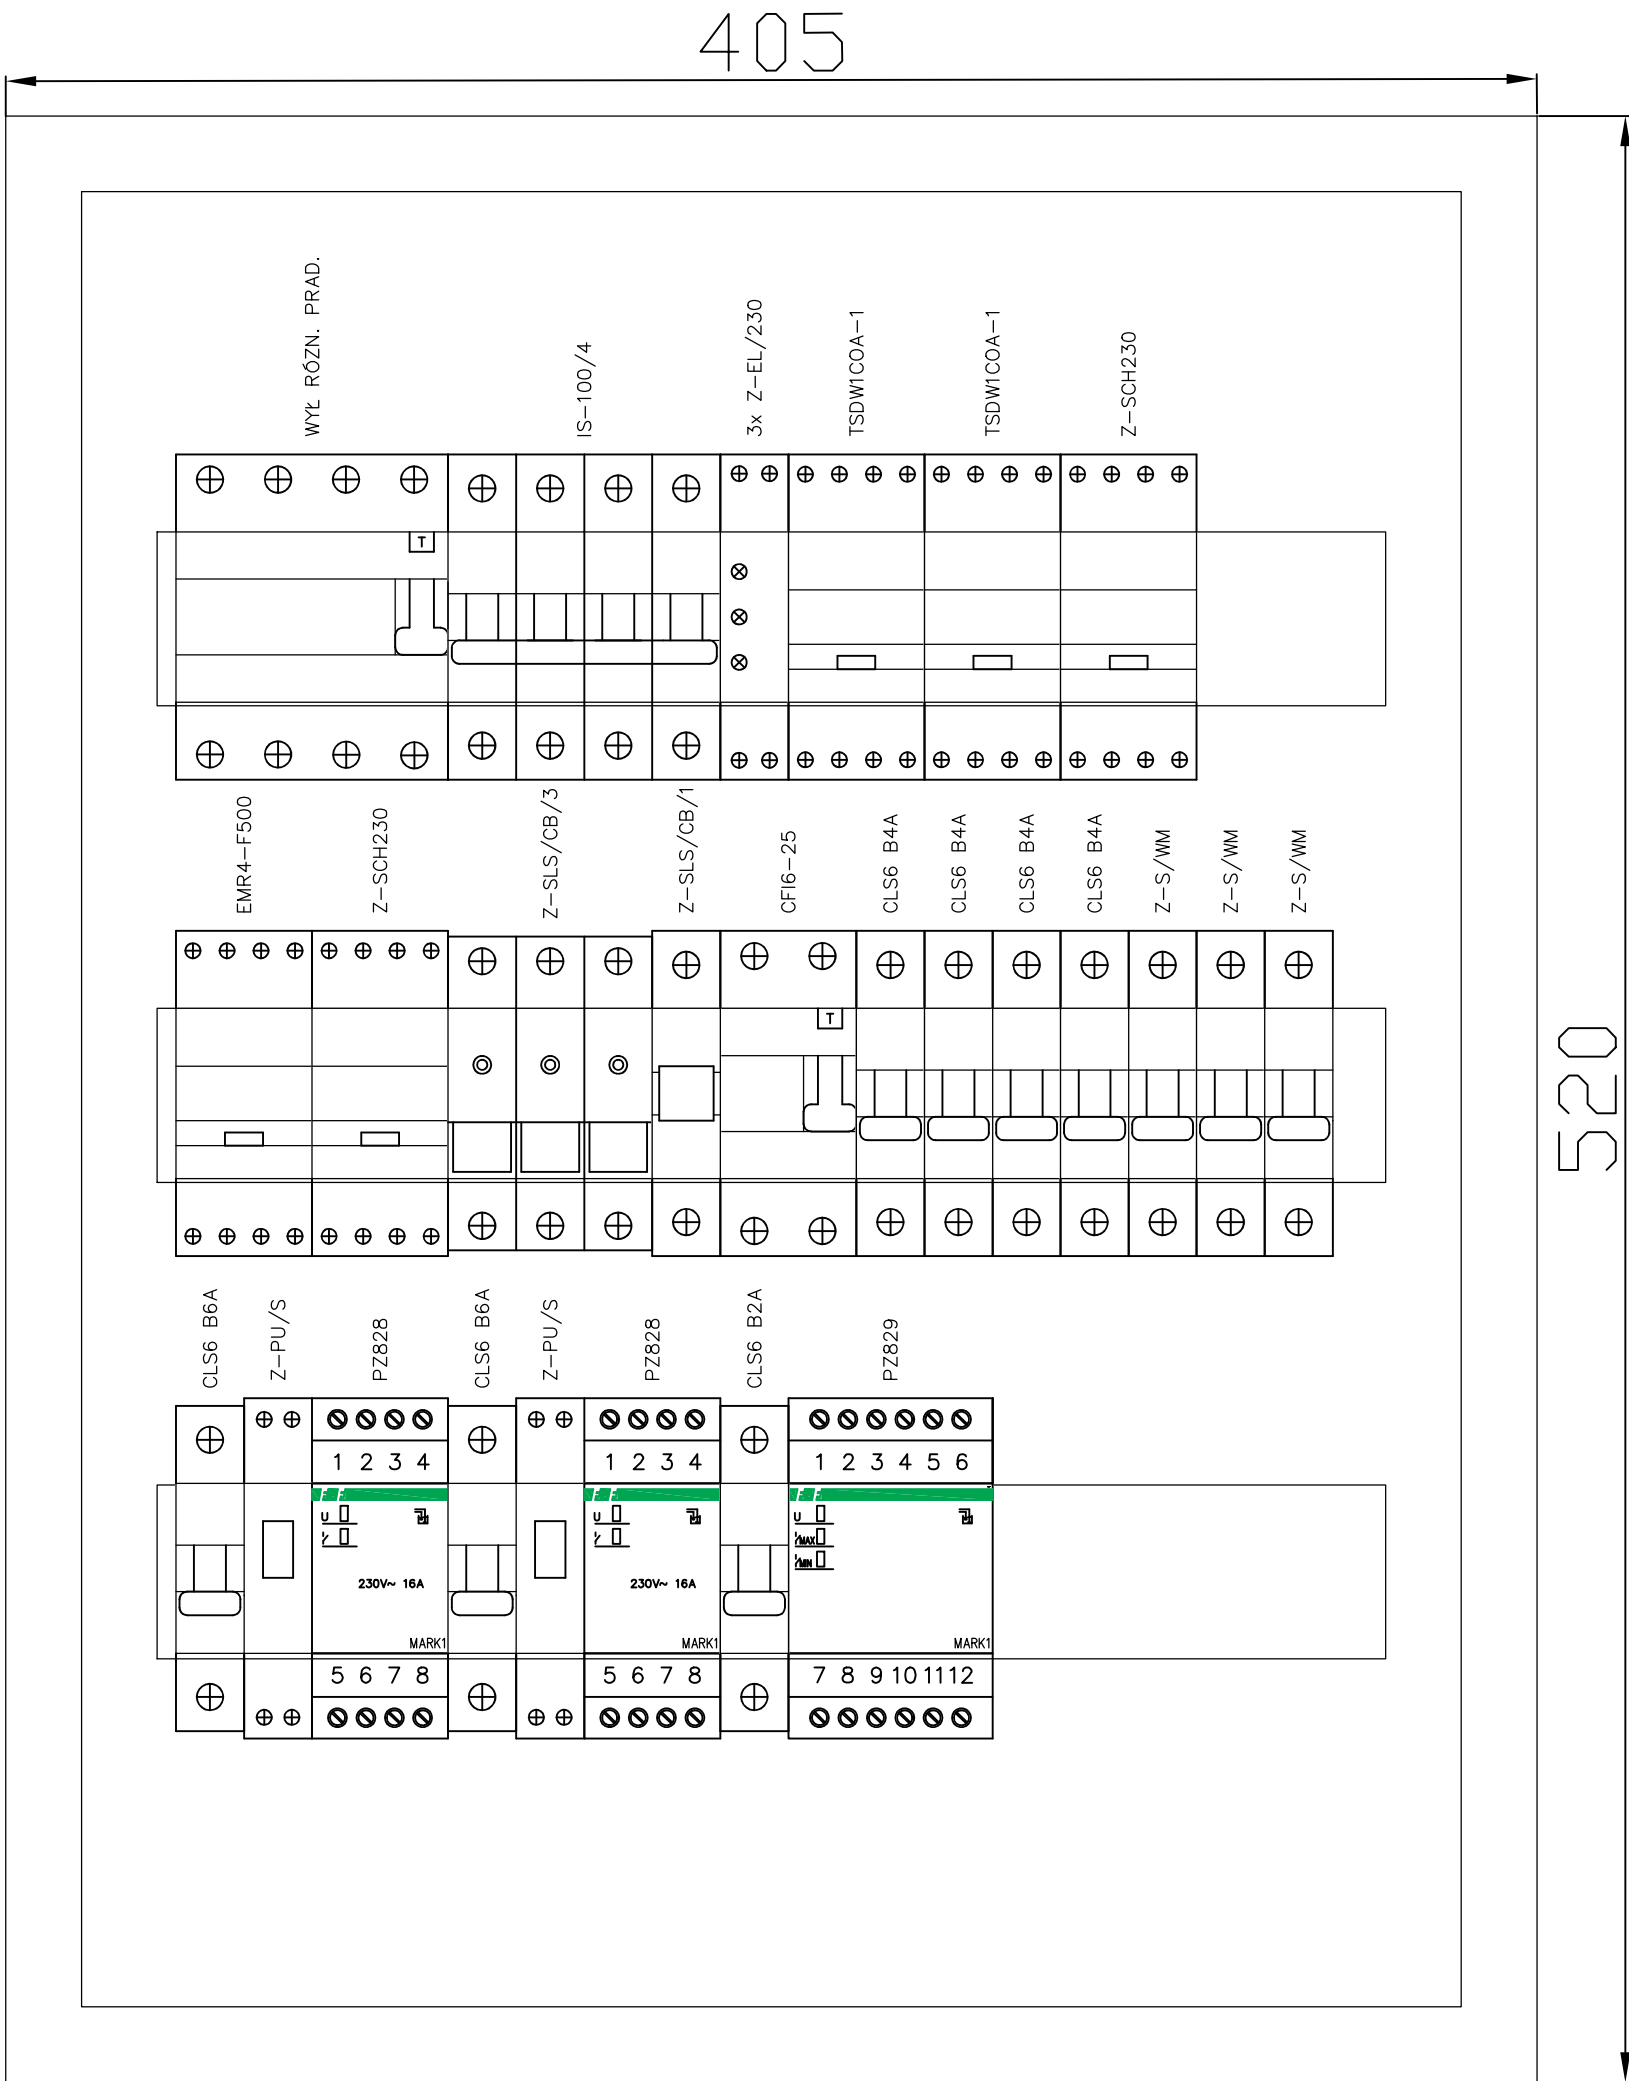 405
520
WYŁ RÓŻN. PRAD.
IS-100/4
3x Z-EL/230
TSDW1COA-1
TSDW1COA-1
Z-SCH230
T
EMR4-F500
Z-SCH230
Z-SLS/CB/3
Z-SLS/CB/1
CFI6-25
CLS6 B4A
CLS6 B4A
CLS6 B4A
CLS6 B4A
Z-S/WM
Z-S/WM
Z-S/WM
T
CLS6 B6A
Z-PU/S
PZ828
CLS6 B6A
Z-PU/S
PZ828
CLS6 B2A
PZ829
1 2 3 4
F F
U
230V~ 16A
MARK1
5 6 7 8
1 2 3 4
F F
U
230V~ 16A
MARK1
5 6 7 8
1 2 3 4 5 6
F F
U
MAX
MIN
MARK1
7 8 9 10 11 12